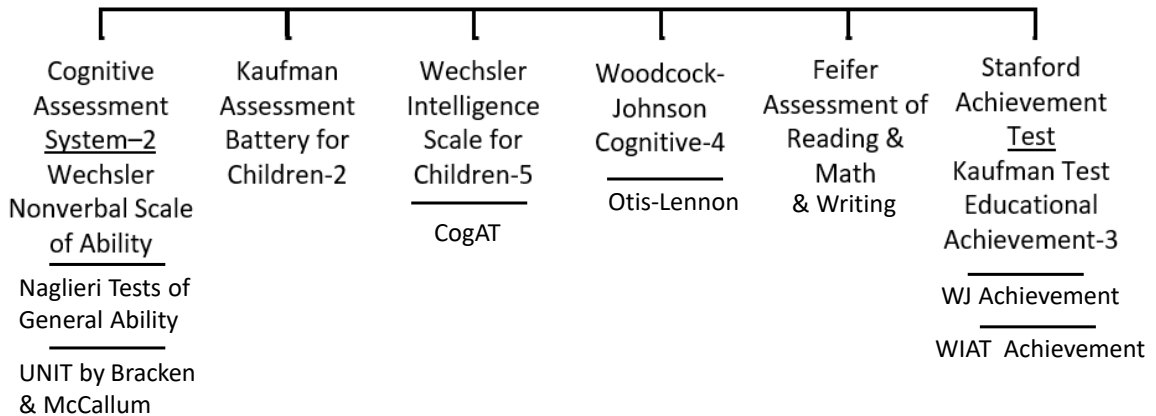 Cognitive
Assessment
System–2
Wechsler
Nonverbal Scale
of Ability
Naglieri Tests of
General Ability
UNIT by Bracken
& McCallum
Kaufman
Assessment
Battery for
Children-2
Wechsler
Intelligence
Scale for
Children-5
CogAT
Woodcock-
Johnson
Cognitive-4
Otis-Lennon
Feifer
Assessment of
Reading &
Math
& Writing
Stanford
Achievement
Test
Kaufman Test
Educational
Achievement-3
WJ Achievement
WIAT Achievement